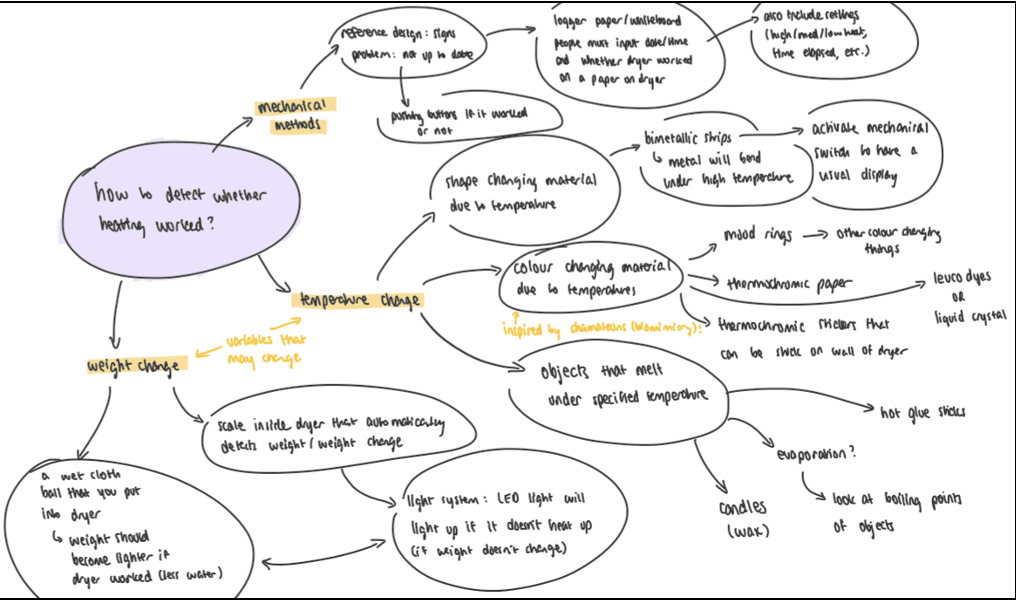 reference design: signs
problem: not up to date
logger paper/whiteboard
people must input date/time
and whether dryer worked
on a paper on dryer
also include settings
(high/med/low heat,
time elapsed, etc.)
mechanical
methods
pushing buttons if it worked
or not
how to detect whether
heating worked?
shape changing material
due to temperature
bimetallic strips
↳ metal will bend
under high temperature
activate mechanical
switch to have a
usual display
temperature change
colour changing material
due to temperatures
mood rings → other colour changing
things
thermochromic paper
leuco dyes
OR
liquid crystal
thermochromic stickers that
can be stuck on wall of dryer
inspired by chamaeleons (biomimicry)!
variables that
may change
weight change
objects that melt
under specified temperature
hot glue sticks
evaporation?
look at boiling points
of objects
candles
(wax)
scale inside dryer that automatically
detects weight/weight change
a wet cloth
ball that you put
into dryer
↳ weight should
become lighter if
dryer worked (less water)
light system: LED light will
light up if it doesn't heat up
(if weight doesn't change)